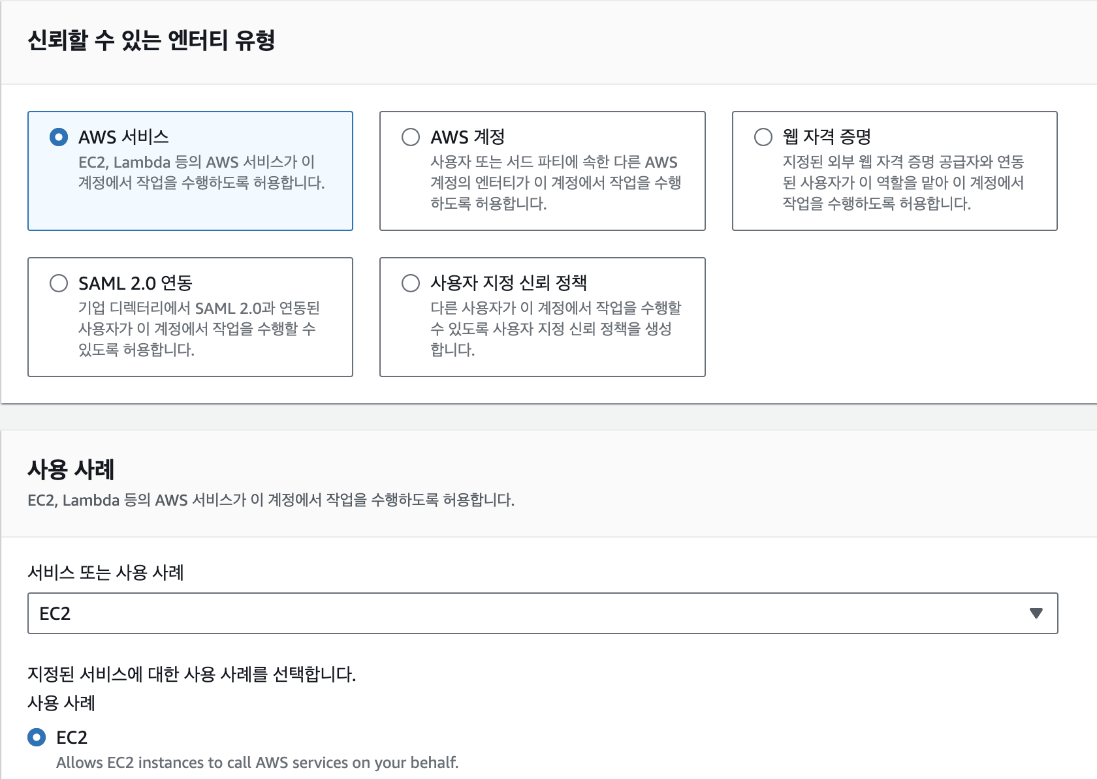 신뢰할 수 있는 엔터티 유형
AWS 서비스
EC2, Lambda 등의 AWS 서비스가 이
계정에서 작업을 수행하도록 허용합니다.
AWS 계정
사용자 또는 서드 파티에 속한 다른 AWS
계정의 엔터티가 이 계정에서 작업을 수행
하도록 허용합니다.
웹 자격 증명
지정된 외부 웹 자격 증명 공급자와 연동
된 사용자가 이 역할을 맡아 이 계정에서
작업을 수행하도록 허용합니다.
SAML 2.0 연동
기업 디렉터리에서 SAML 2.0과 연동된
사용자가 이 계정에서 작업을 수행할 수
있도록 허용합니다.
사용자 지정 신뢰 정책
다른 사용자가 이 계정에서 작업을 수행할
수 있도록 사용자 지정 신뢰 정책을 생성
합니다.
사용 사례
EC2, Lambda 등의 AWS 서비스가 이 계정에서 작업을 수행하도록 허용합니다.
서비스 또는 사용 사례
EC2
지정된 서비스에 대한 사용 사례를 선택합니다.
사용 사례
EC2
Allows EC2 instances to call AWS services on your behalf.